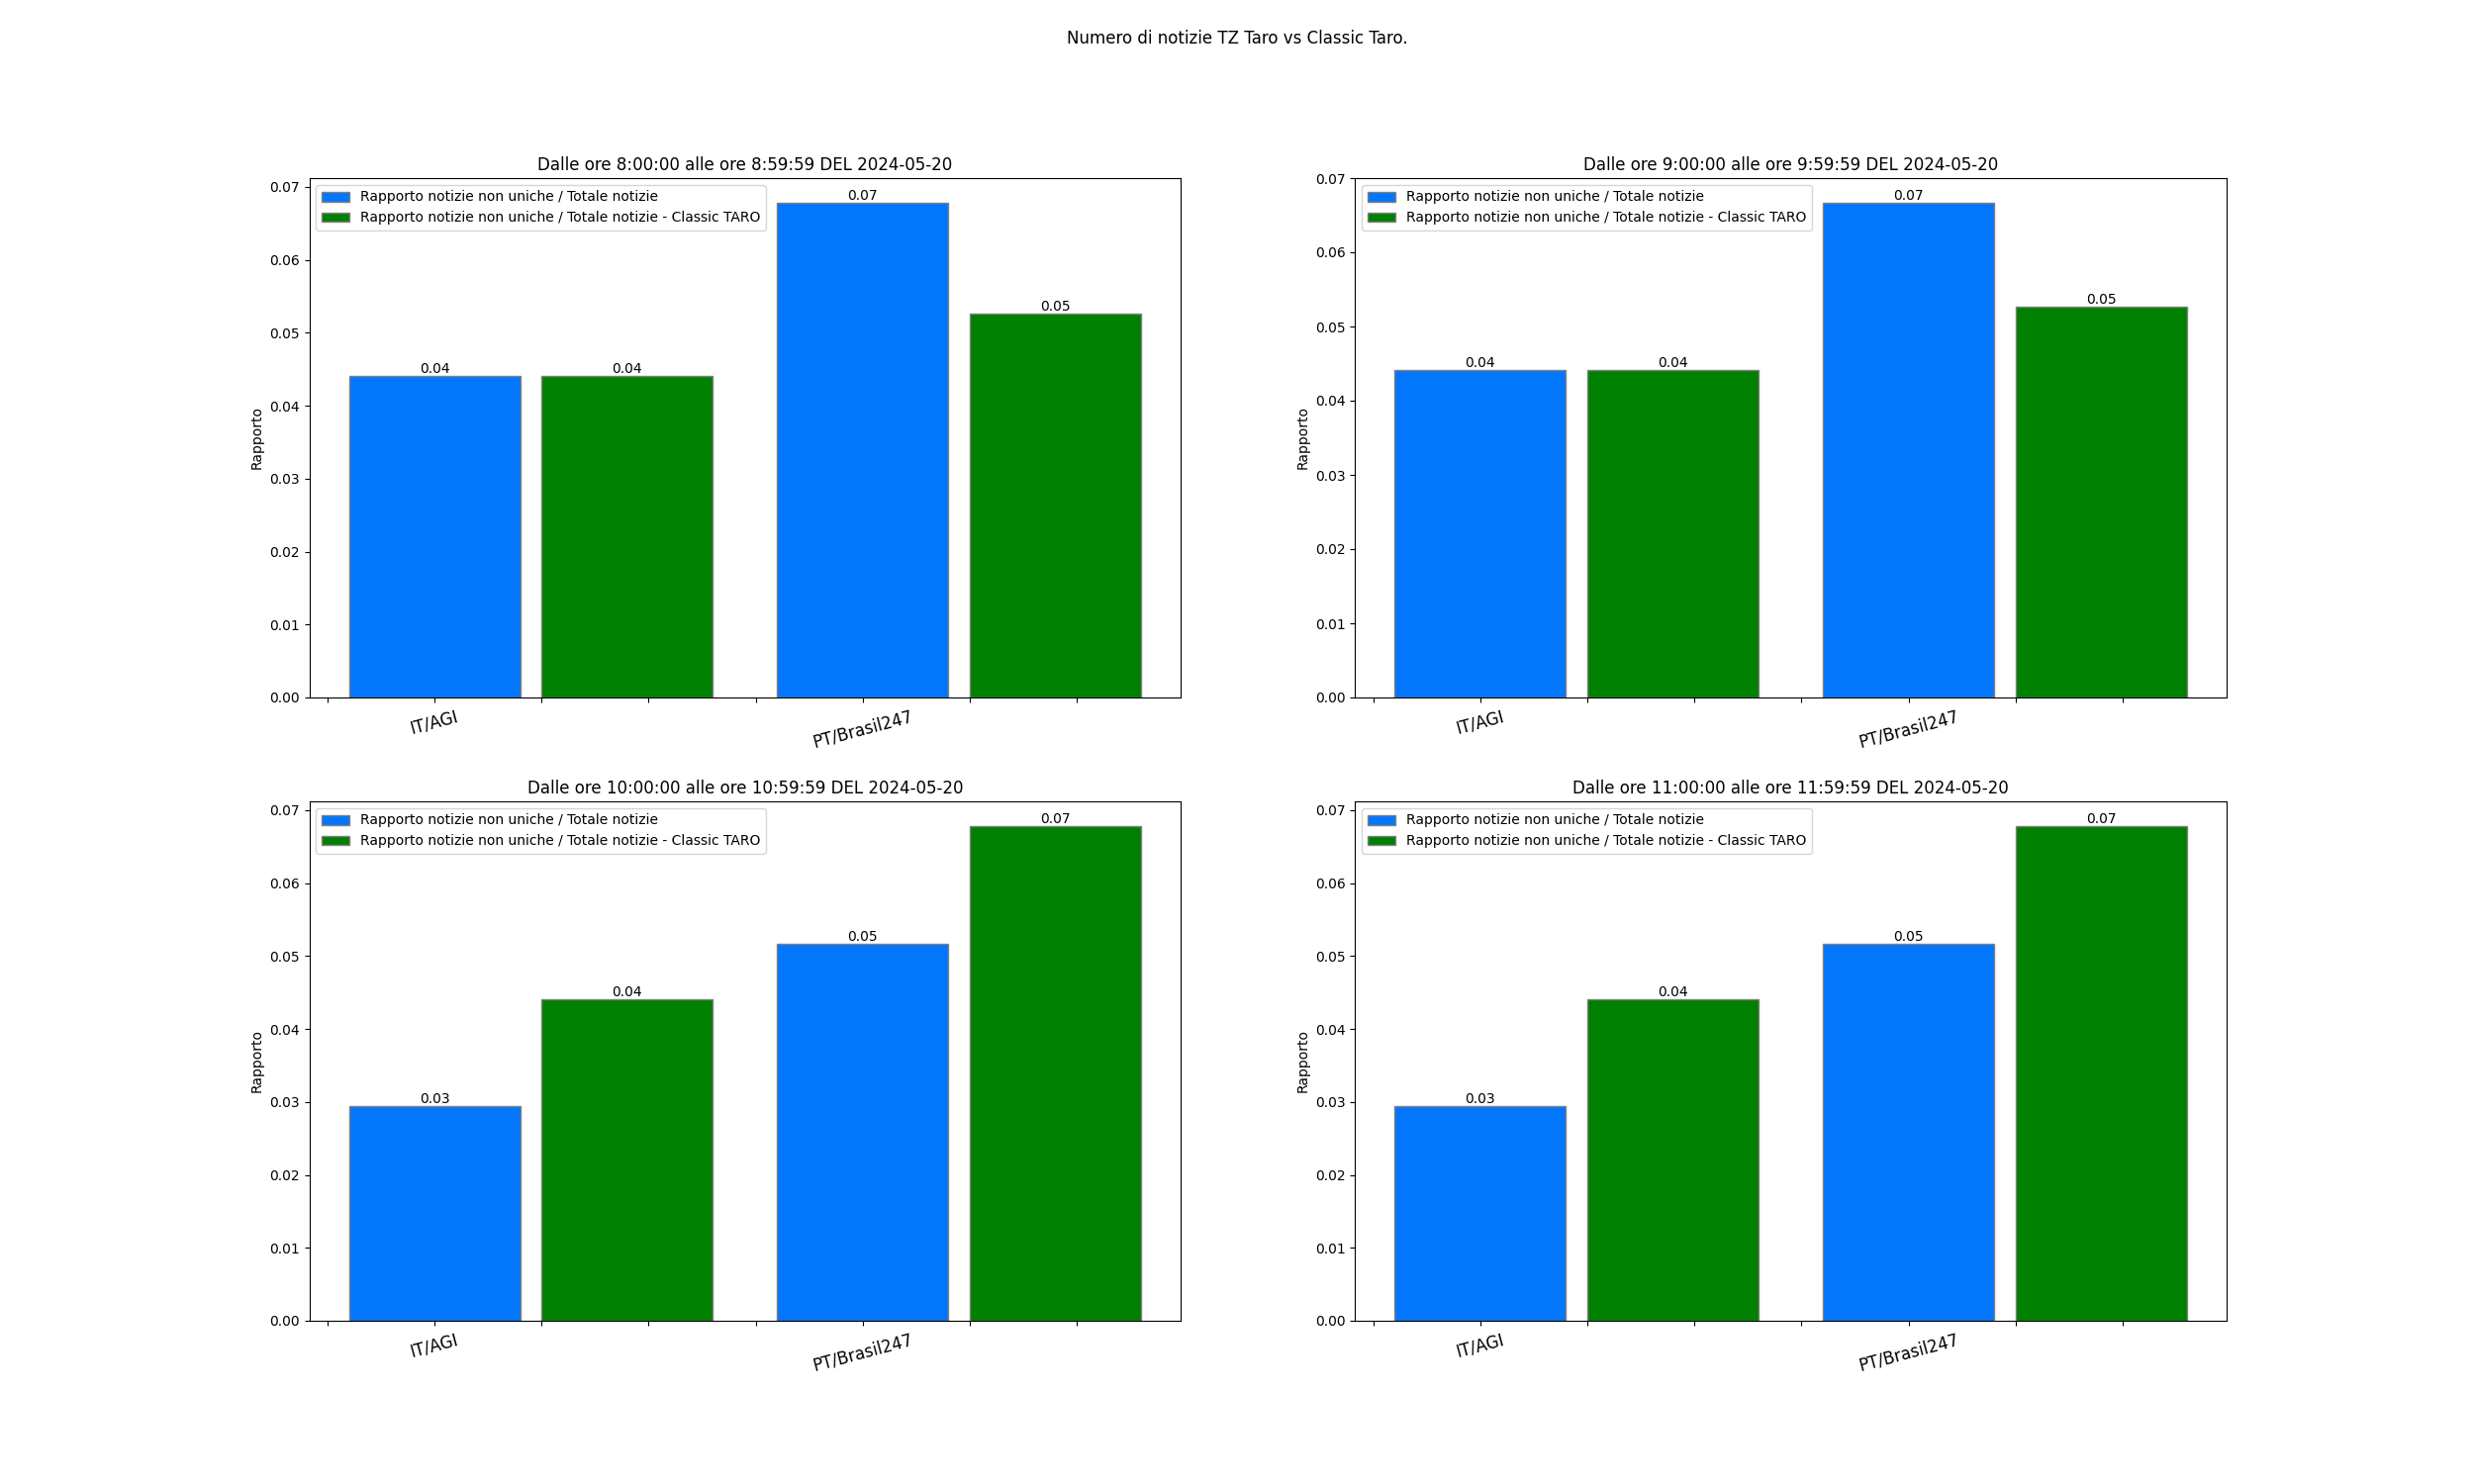 Numero di notizie TZ Taro vs Classic Taro.
Dalle ore 8:00:00 alle ore 8:59:59 DEL 2024-05-20
Rapporto notizie non uniche / Totale notizie
Rapporto notizie non uniche / Totale notizie - Classic TARO
Rapporto
0.07
0.06
0.05
0.04
0.03
0.02
0.01
0.00
0.04
0.04
0.07
0.05
IT/AGI
PT/Brasil247
Dalle ore 9:00:00 alle ore 9:59:59 DEL 2024-05-20
Rapporto notizie non uniche / Totale notizie
Rapporto notizie non uniche / Totale notizie - Classic TARO
Rapporto
0.07
0.06
0.05
0.04
0.03
0.02
0.01
0.00
0.04
0.04
0.07
0.05
IT/AGI
PT/Brasil247
Dalle ore 10:00:00 alle ore 10:59:59 DEL 2024-05-20
Rapporto notizie non uniche / Totale notizie
Rapporto notizie non uniche / Totale notizie - Classic TARO
Rapporto
0.07
0.06
0.05
0.04
0.03
0.02
0.01
0.00
0.03
0.04
0.05
0.07
IT/AGI
PT/Brasil247
Dalle ore 11:00:00 alle ore 11:59:59 DEL 2024-05-20
Rapporto notizie non uniche / Totale notizie
Rapporto notizie non uniche / Totale notizie - Classic TARO
Rapporto
0.07
0.06
0.05
0.04
0.03
0.02
0.01
0.00
0.03
0.04
0.05
0.07
IT/AGI
PT/Brasil247